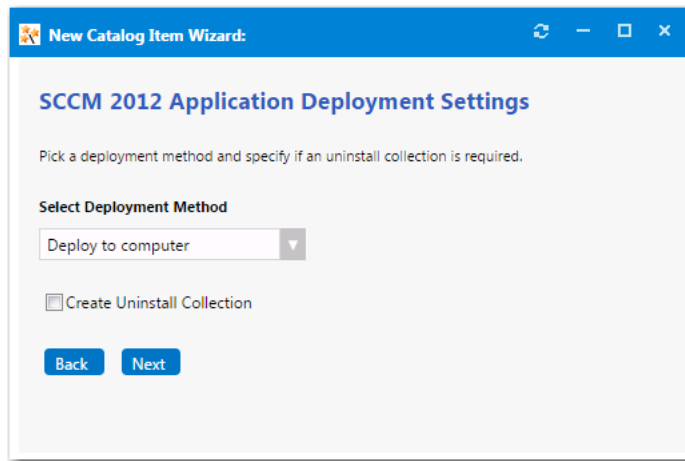 New Catalog Item Wizard:
SCCM 2012 Application Deployment Settings
Pick a deployment method and specify if an uninstall collection is required.
Select Deployment Method
Deploy to computer
Create Uninstall Collection
Back Next